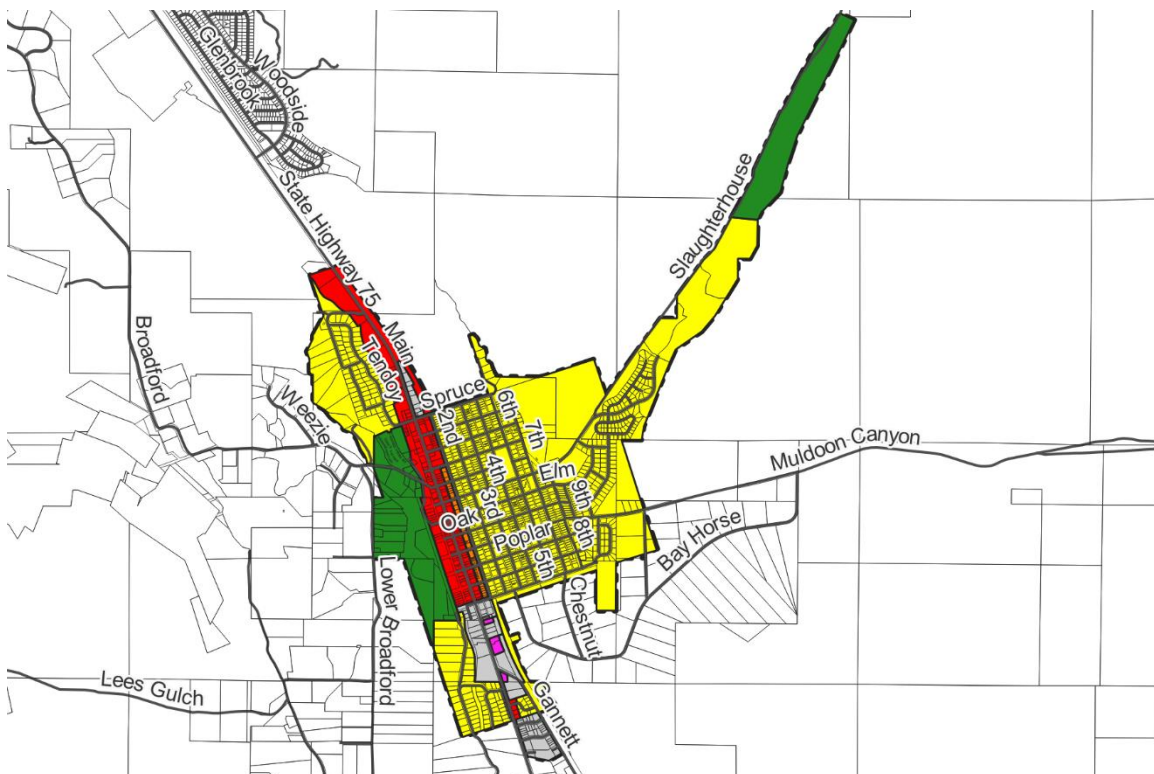 Woodside
Glenbrook
State Highway 75
Slaughterhouse
Broadford
Main
Tendoy
Weezie
Spruce
2nd
6th
7th
4th
Elm
Muldoon Canyon
3rd
9th
Oak
8th
Poplar
Bay Horse
5th
Lower Broadford
Chestnut
Lees Gulch
Gannett